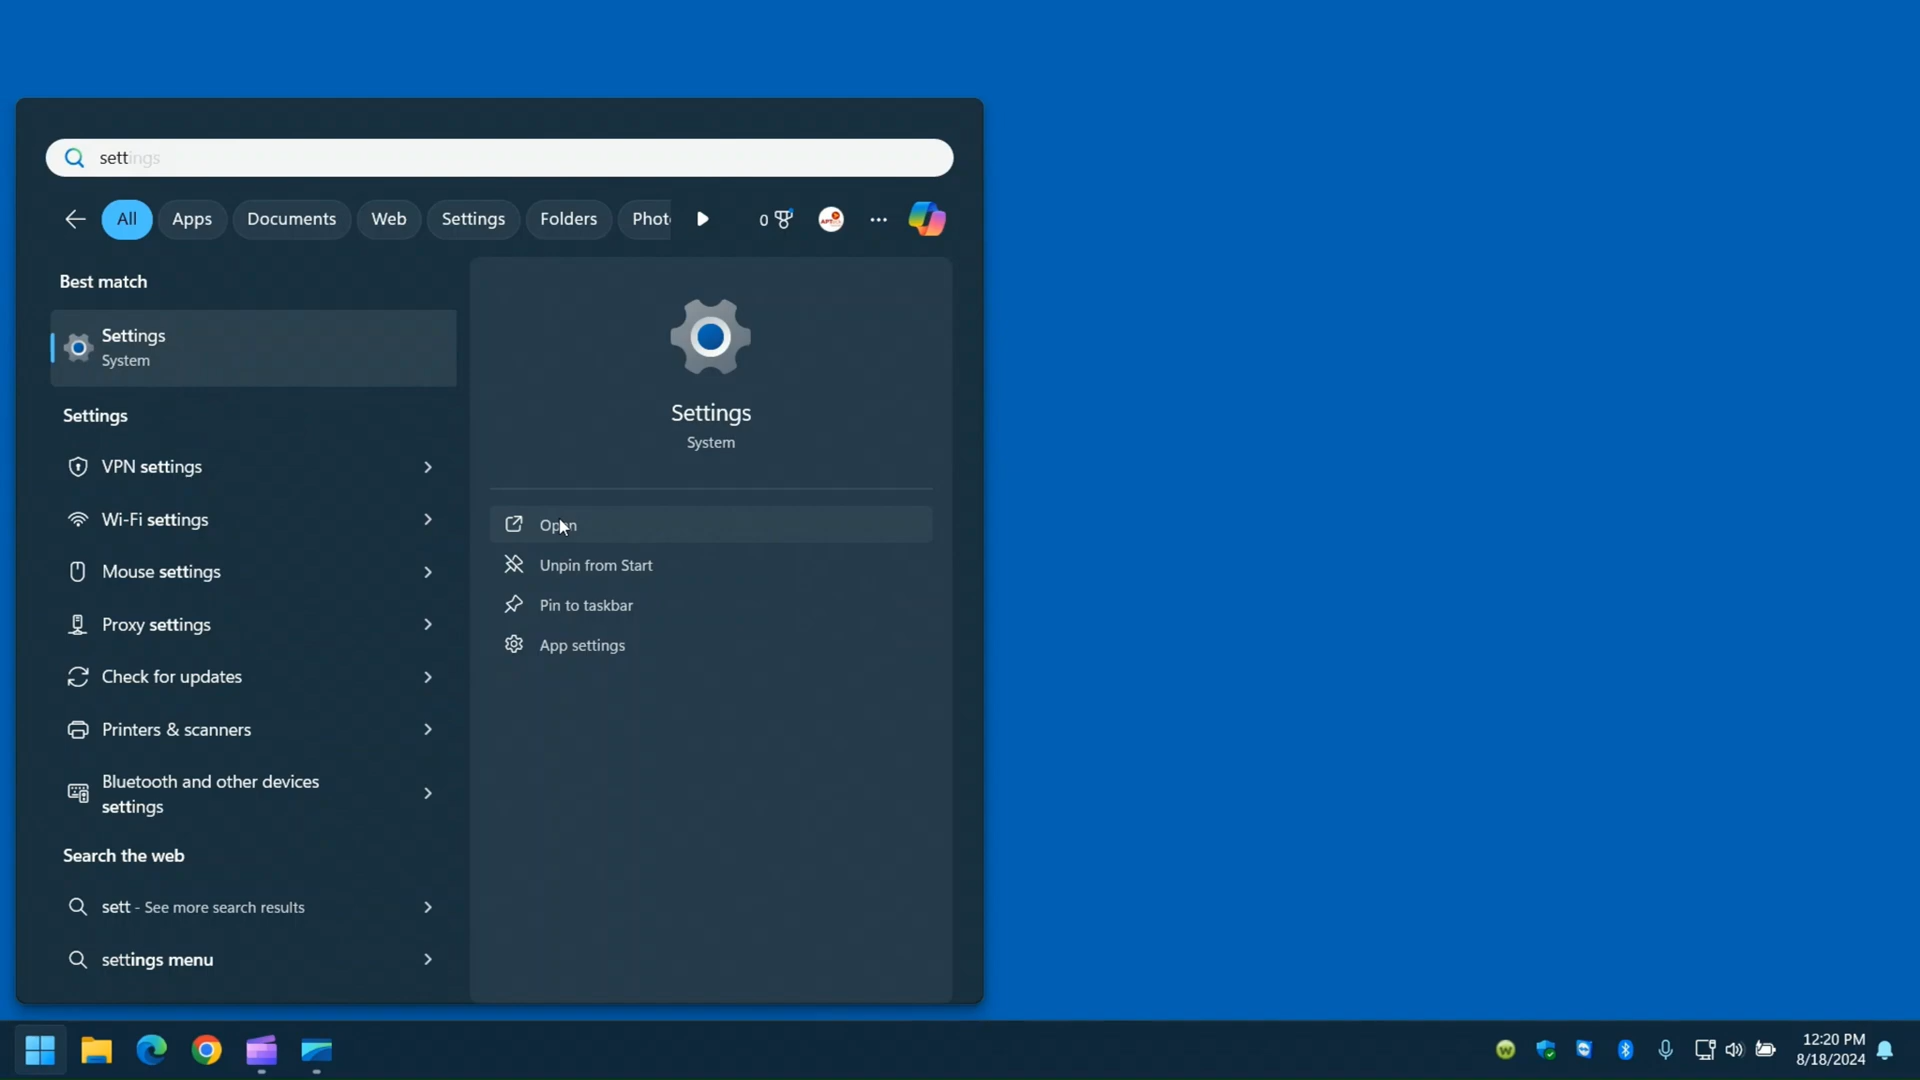 settings
All Apps Documents Web Settings Folders Phot 0
Best match
Settings
System
Settings
VPN settings
Wi-Fi settings
Mouse settings
Proxy settings
Check for updates
Printers & scanners
Bluetooth and other devices
settings
Search the web
sett - See more search results
settings menu
Settings
System
Open
Unpin from Start
Pin to taskbar
App settings
W
12:20 PM
8/18/2024